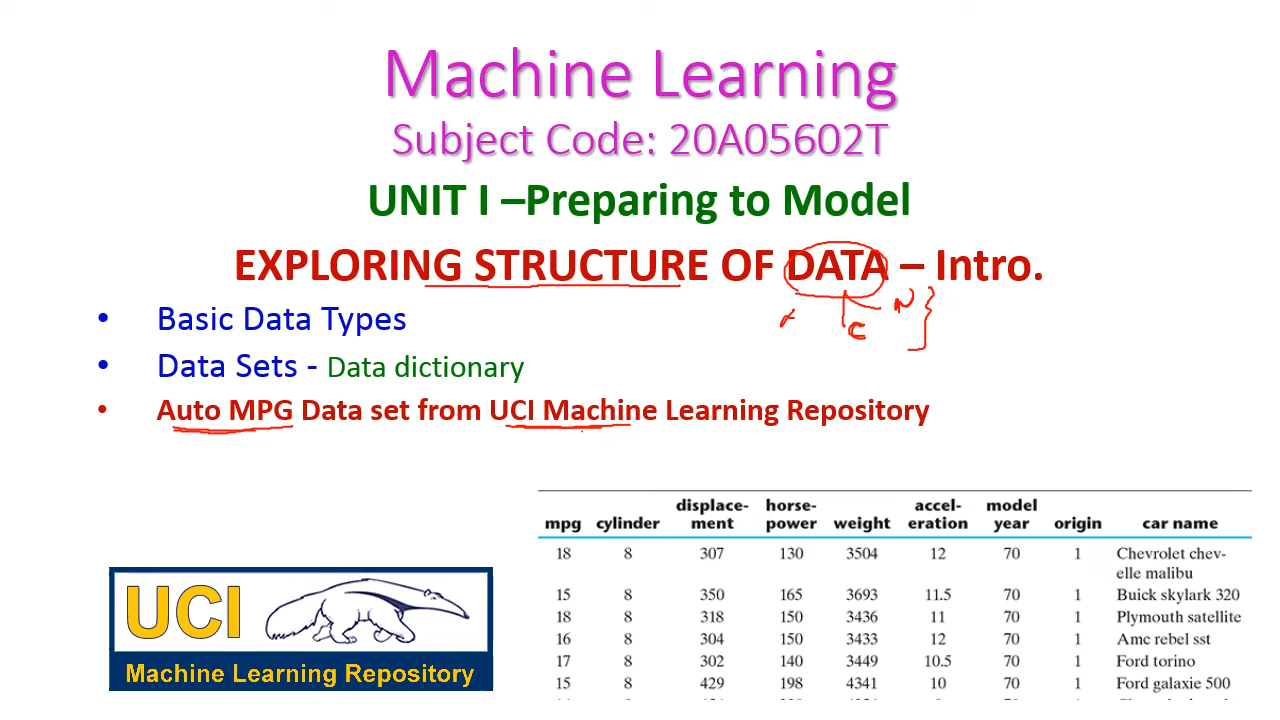 Machine Learning
Subject Code: 20A05602T
UNIT I –Preparing to Model
EXPLORING STRUCTURE OF DATA – Intro.
N
C
• Basic Data Types
• Data Sets - Data dictionary
• Auto MPG Data set from UCI Machine Learning Repository
displace- horse- accel- model
mpg cylinder ment power weight eration year origin car name
18 8 307 130 3504 12 70 1 Chevrolet chev-
elle malibu
15 8 350 165 3693 11.5 70 1 Buick skylark 320
18 8 318 150 3436 11 70 1 Plymouth satellite
16 8 304 150 3433 12 70 1 Amc rebel sst
17 8 302 140 3449 10.5 70 1 Ford torino
15 8 429 198 4341 10 70 1 Ford galaxie 500
UCI
Machine Learning Repository